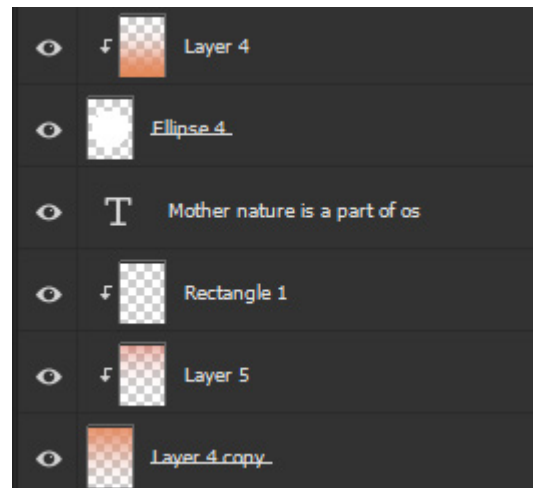 Layer 4
Ellipse 4
T Mother nature is a part of os
Rectangle 1
Layer 5
Layer 4 copy